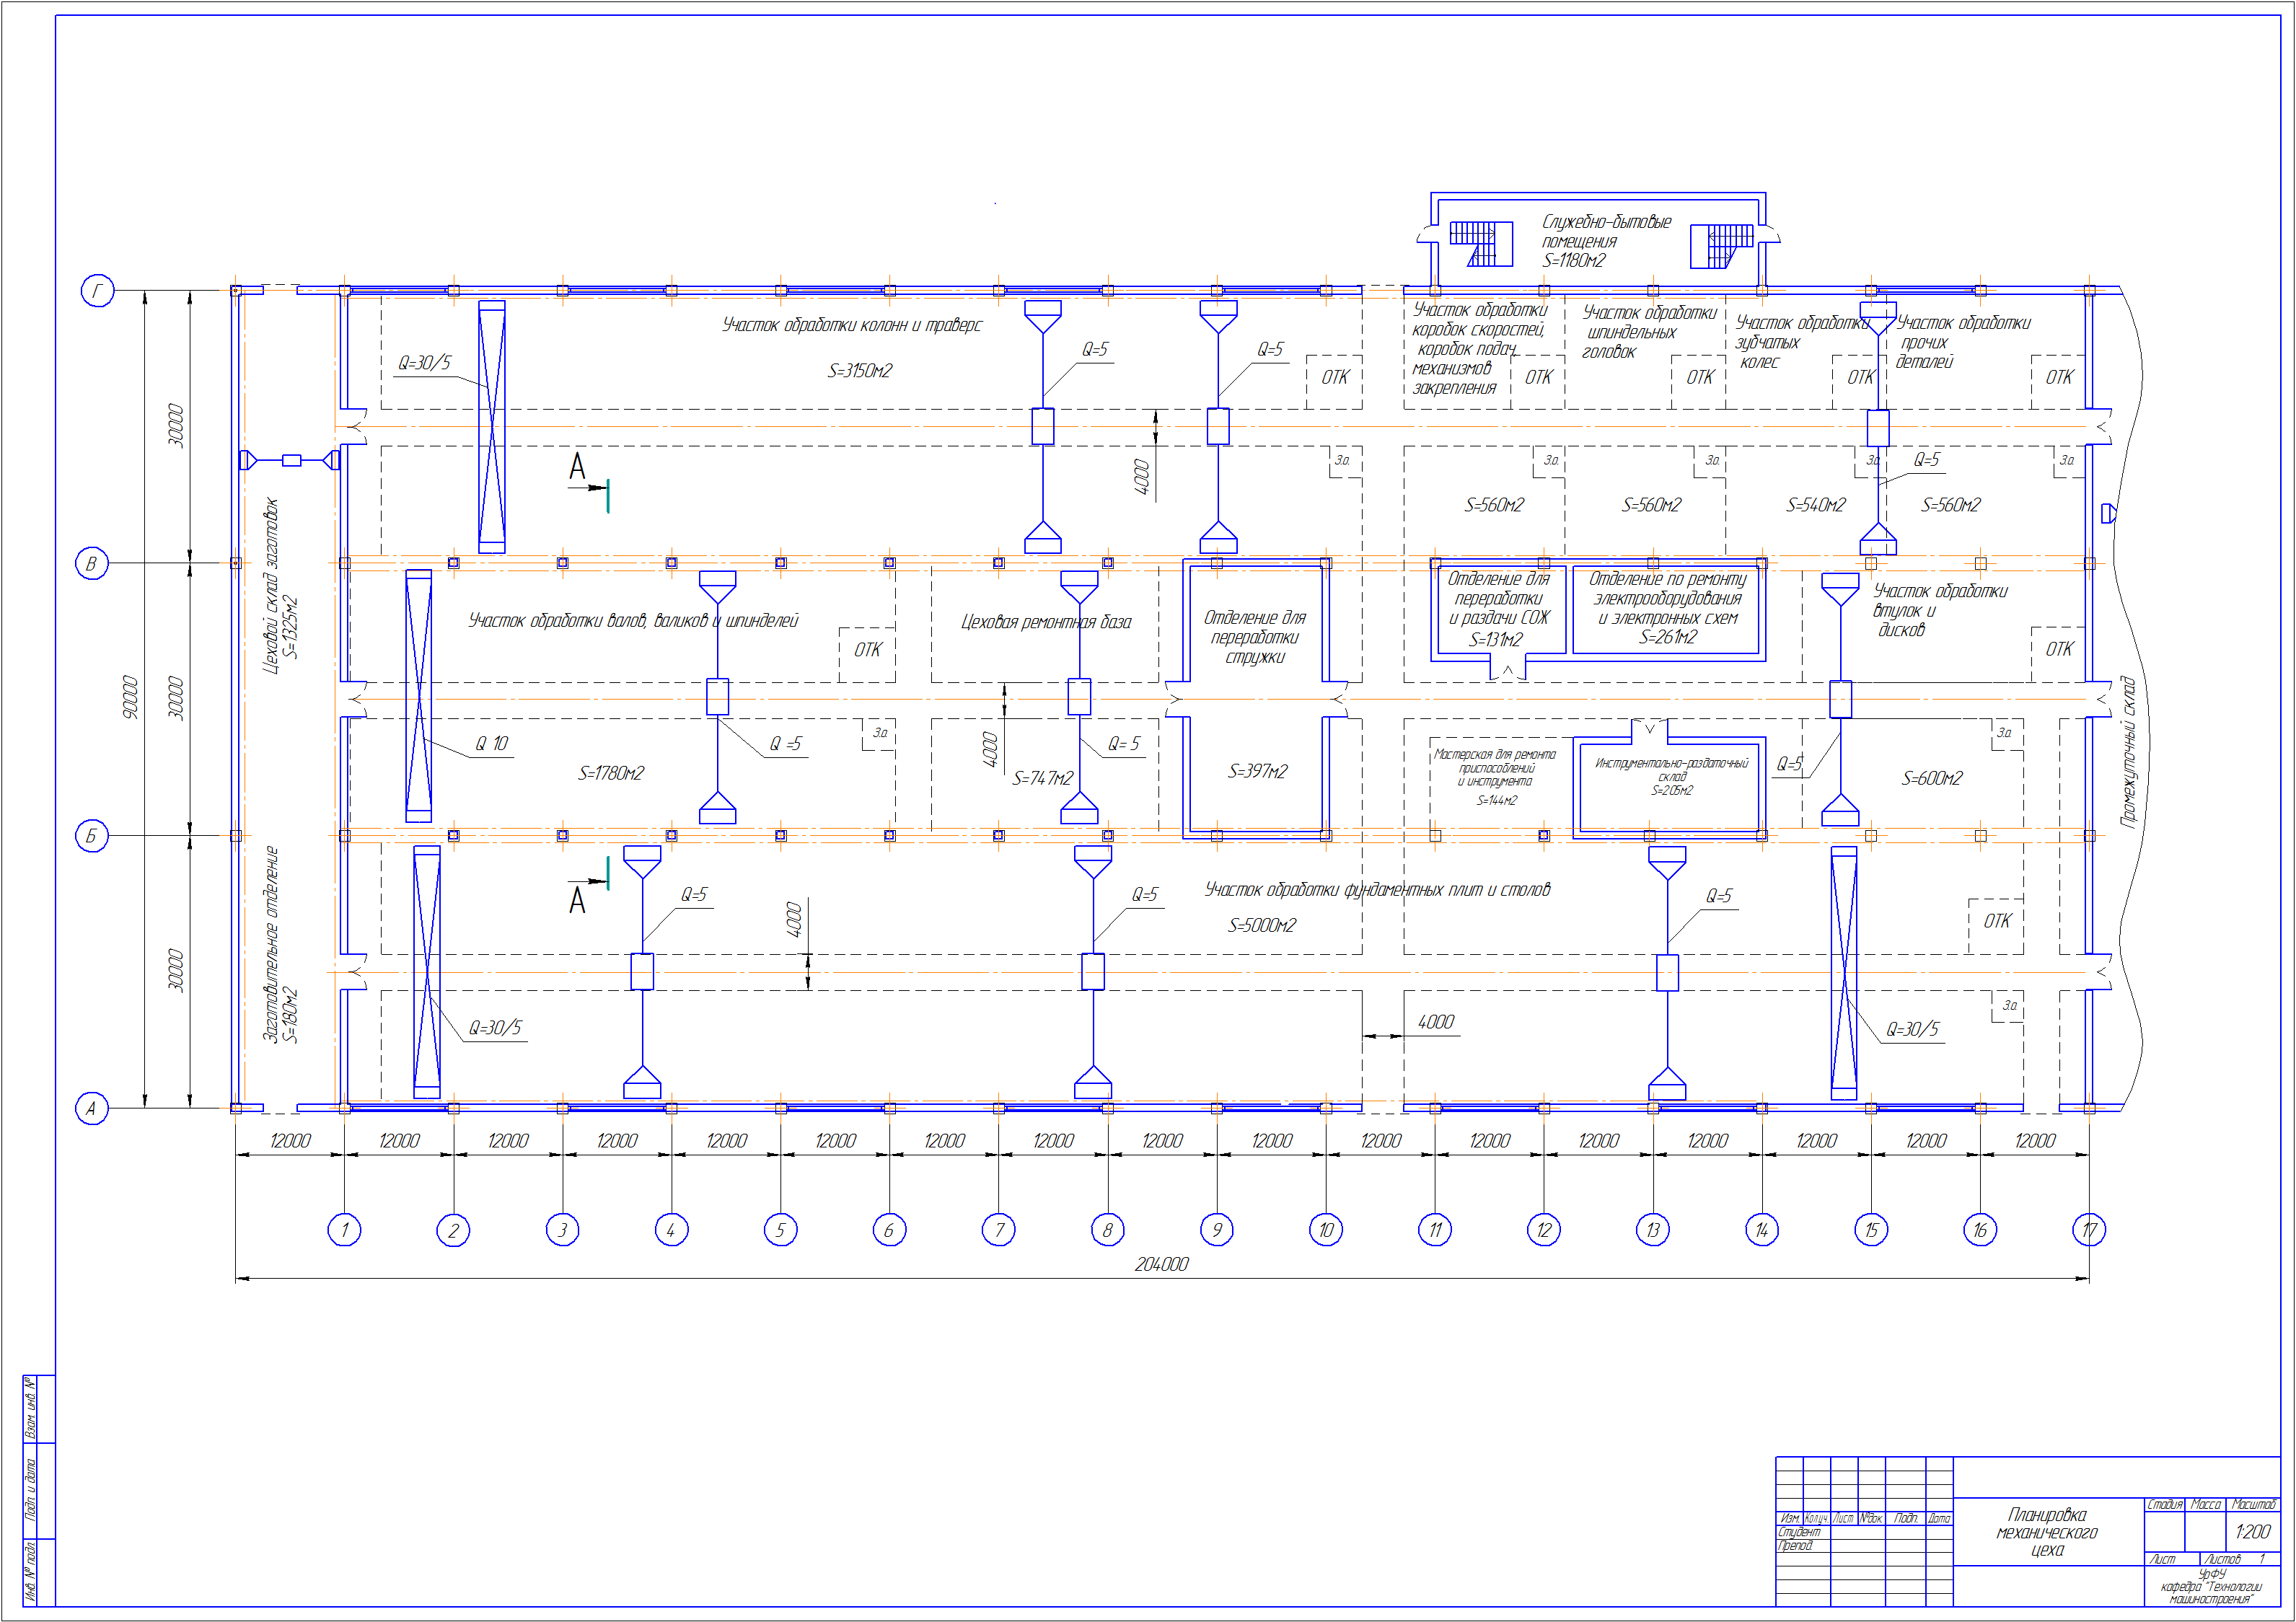 Служебно-бытовые
помещения
S=1180м2
Г
Участок обработки колонн и траверс
S=3150м2
Q=30/5
Q=5
Q=5
ОТК
Участок обработки
коробок скоростей,
коробок подач,
механизмов
закрепления
ОТК
Участок обработки
шпиндельных
головок
ОТК
Участок обработки
зубчатых
колес
ОТК
Участок обработки
прочих
деталей
ОТК
30000
4000
А
З.о.
З.о.
З.о.
З.о.
З.о.
Q=5
S=560м2
S=560м2
S=540м2
S=560м2
В
Цеховой склад заготовок
S=1325м2
Участок обработки валов, валиков и шпинделей
ОТК
Цеховая ремонтная база
Отделение для
переработки
стружки
Отделение для
переработки
и раздачи СОЖ
S=131м2
Отделение по ремонту
электрооборудования
и электронных схем
S=261м2
Участок обработки
втулок и
дисков
ОТК
90000
30000
Промежуточный склад
Q 10
S=1780м2
Q =5
З.о.
4000
S=747м2
Q= 5
S=397м2
Мастерская для ремонта
приспособлений
и инструмента
S=144м2
Инструментально-раздаточный
склад
S=205м2
Q=5
З.о.
S=600м2
Б
Заготовительное отделение
S=180м2
30000
А
Q=5
4000
Q=5
Участок обработки фундаментных плит и столов
S=5000м2
Q=5
ОТК
Q=30/5
4000
Q=30/5
З.о.
А
12000 12000 12000 12000 12000 12000 12000 12000 12000 12000 12000 12000 12000 12000 12000 12000 12000
1 2 3 4 5 6 7 8 9 10 11 12 13 14 15 16 17
204000
Взам. инв. №
Подп. и дата
Инв. № подл.
Изм. Кол.уч. Лист №док. Подп. Дата
Студент
Препод.
Планировка
механического
цеха
Стадия Масса Масштаб
1:200
Лист Листов 1
УрФУ
кафедра "Технологии
машиностроения"